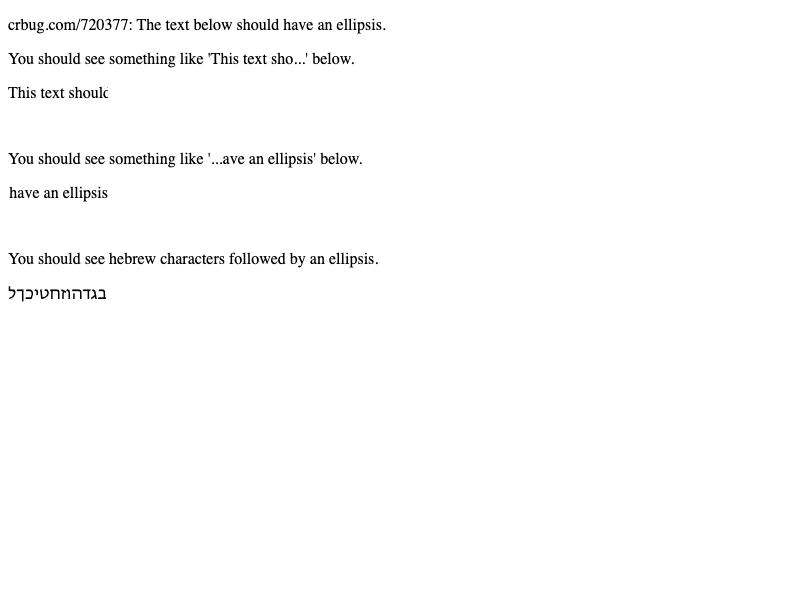 crbug.com/720377: The text below should have an ellipsis.
You should see something like 'This text sho...' below.
This text should
You should see something like '...ave an ellipsis' below.
have an ellipsis
You should see hebrew characters followed by an ellipsis.
בגדהוזחטיכךל